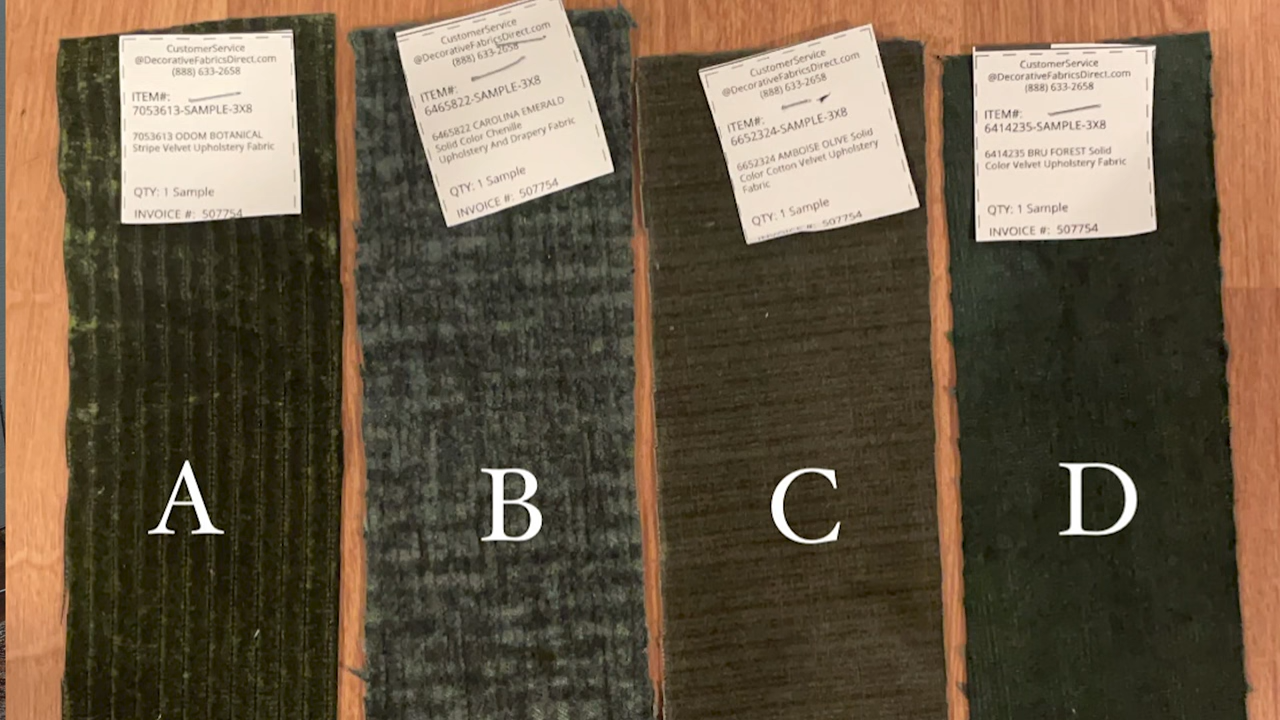 CustomerService
@DecorativeFabricsDirect.com
(888) 633-2658
ITEM#:
7053613-SAMPLE-3X8
7053613 ODOM BOTANICAL
Stripe Velvet Upholstery Fabric
QTY: 1 Sample
INVOICE #: 507754
A
CustomerService
@DecorativeFabricsDirect.com
(888) 633-2658
ITEM#:
6465822-SAMPLE-3X8
6465822 CAROLINA EMERALD
Solid Color Chenille
Upholstery And Drapery Fabric
QTY: 1 Sample
INVOICE #: 507754
B
CustomerService
@DecorativeFabricsDirect.com
(888) 633-2658
ITEM#:
6652324-SAMPLE-3X8
6652324 AMBOISE OLIVE Solid
Color Cotton Velvet Upholstery
Fabric
QTY: 1 Sample
INVOICE #: 507754
C
CustomerService
@DecorativeFabricsDirect.com
(888) 633-2658
ITEM#:
6414235-SAMPLE-3X8
6414235 BRU FOREST Solid
Color Velvet Upholstery Fabric
QTY: 1 Sample
INVOICE #: 507754
D